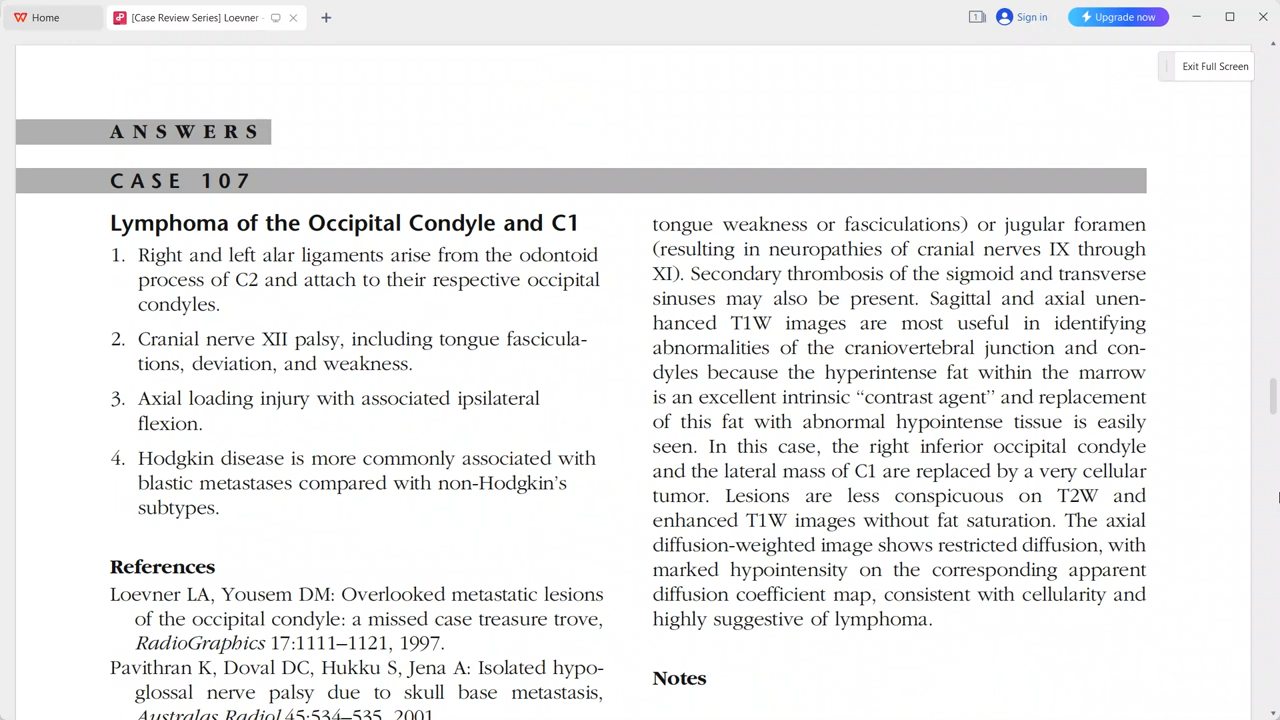 Home
[Case Review Series] Loevner -
Sign in
Upgrade now
Exit Full Screen
ANSWERS
CASE 107
Lymphoma of the Occipital Condyle and C1
1. Right and left alar ligaments arise from the odontoid
process of C2 and attach to their respective occipital
condyles.
2. Cranial nerve XII palsy, including tongue fascicula-
tions, deviation, and weakness.
3. Axial loading injury with associated ipsilateral
flexion.
4. Hodgkin disease is more commonly associated with
blastic metastases compared with non-Hodgkin's
subtypes.
References
Loevner LA, Yousem DM: Overlooked metastatic lesions
of the occipital condyle: a missed case treasure trove,
RadioGraphics 17:1111–1121, 1997.
Pavithran K, Doval DC, Hukku S, Jena A: Isolated hypo-
glossal nerve palsy due to skull base metastasis,
Australas Radiol 45:534–535, 2001.
tongue weakness or fasciculations) or jugular foramen
(resulting in neuropathies of cranial nerves IX through
XI). Secondary thrombosis of the sigmoid and transverse
sinuses may also be present. Sagittal and axial unen-
hanced T1W images are most useful in identifying
abnormalities of the craniovertebral junction and con-
dyles because the hyperintense fat within the marrow
is an excellent intrinsic “contrast agent” and replacement
of this fat with abnormal hypointense tissue is easily
seen. In this case, the right inferior occipital condyle
and the lateral mass of C1 are replaced by a very cellular
tumor. Lesions are less conspicuous on T2W and
enhanced T1W images without fat saturation. The axial
diffusion-weighted image shows restricted diffusion, with
marked hypointensity on the corresponding apparent
diffusion coefficient map, consistent with cellularity and
highly suggestive of lymphoma.
Notes